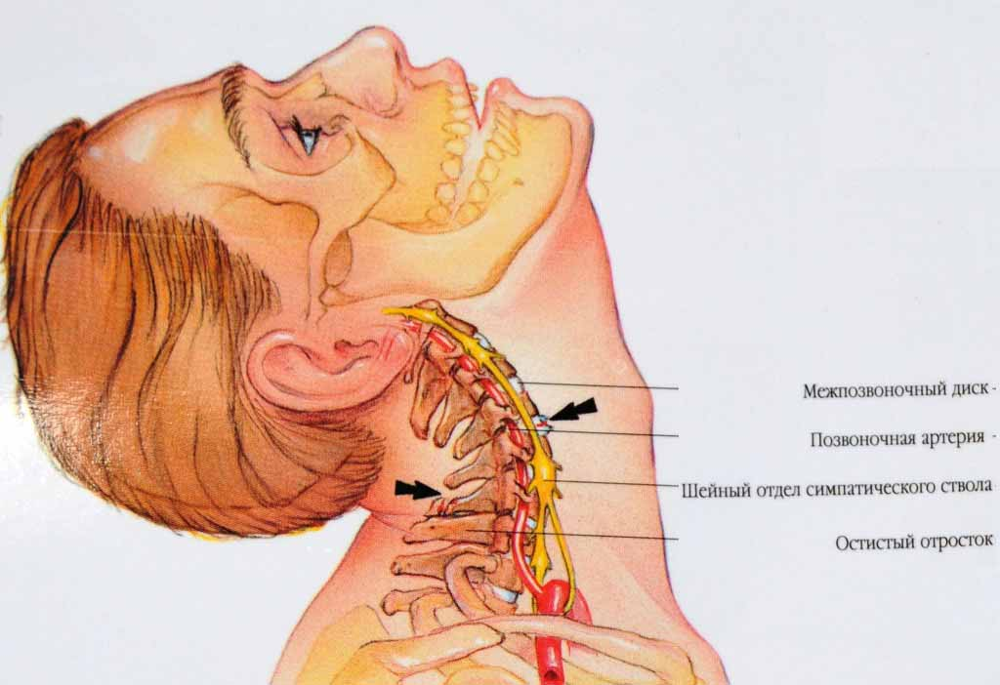 Межпозвоночный диск
Позвоночная артерия
Шейный отдел симпатического ствола
Остистый отросток